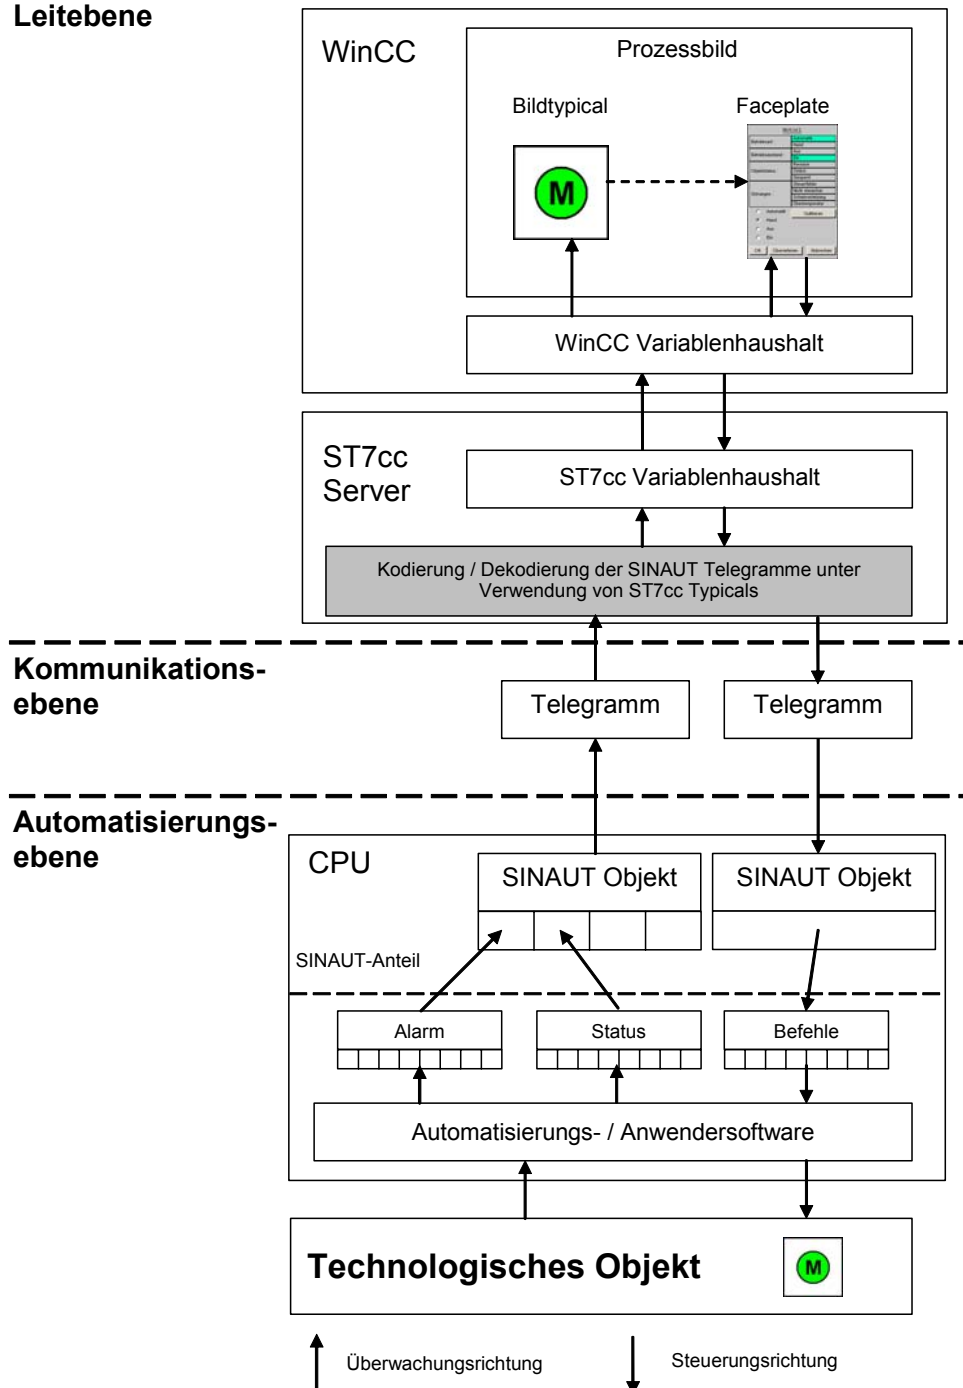 Leitebene
WinCC
Prozessbild
Bildtypical
Faceplate
Automatik
Hand
WinCC Variablenhaushalt
ST7cc
Server
ST7cc Variablenhaushalt
Kodierung / Dekodierung der SINAUT Telegramme unter
Verwendung von ST7cc Typicals
Kommunikations-
ebene
Telegramm
Telegramm
Automatisierungs-
ebene
CPU
SINAUT Objekt
SINAUT Objekt
SINAUT-Anteil
Alarm
Status
Befehle
Automatisierungs- / Anwendersoftware
Technologisches Objekt
M
M
Überwachungsrichtung
Steuerungsrichtung